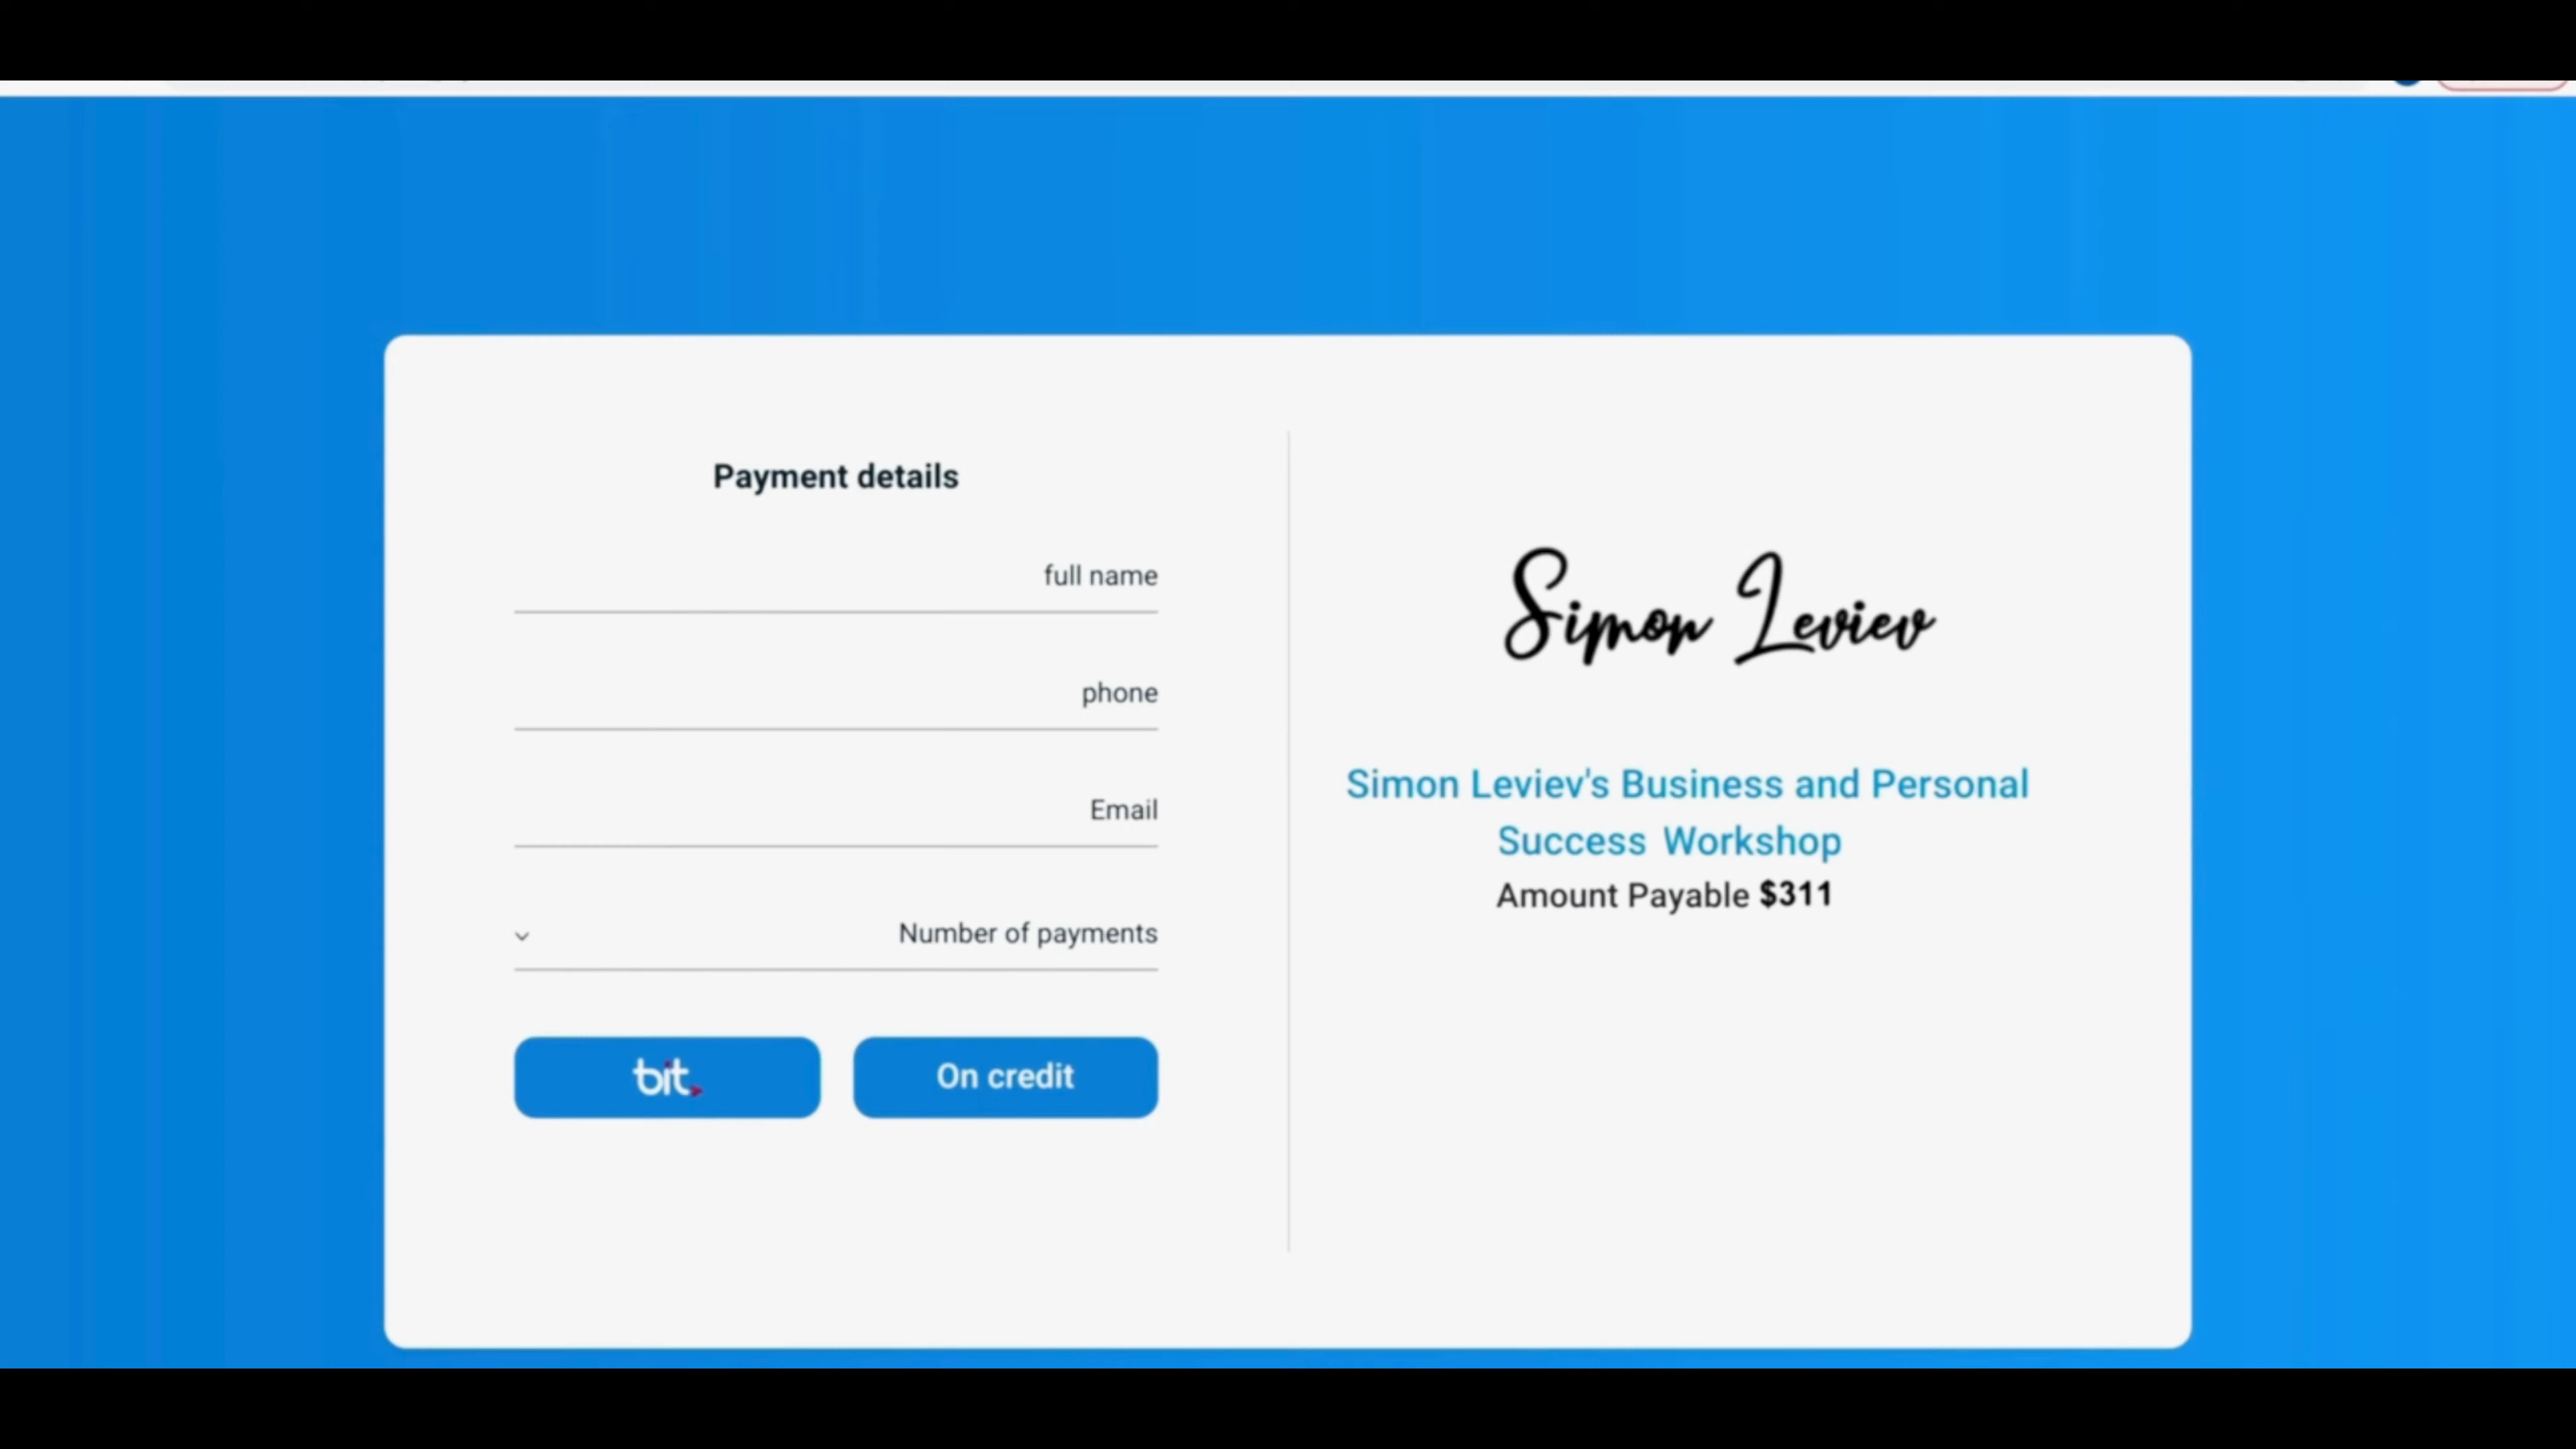 Payment details
full name
phone
Email
Number of payments
bit
On credit
Simon Leviev
Simon Leviev's Business and Personal
Success Workshop
Amount Payable $311